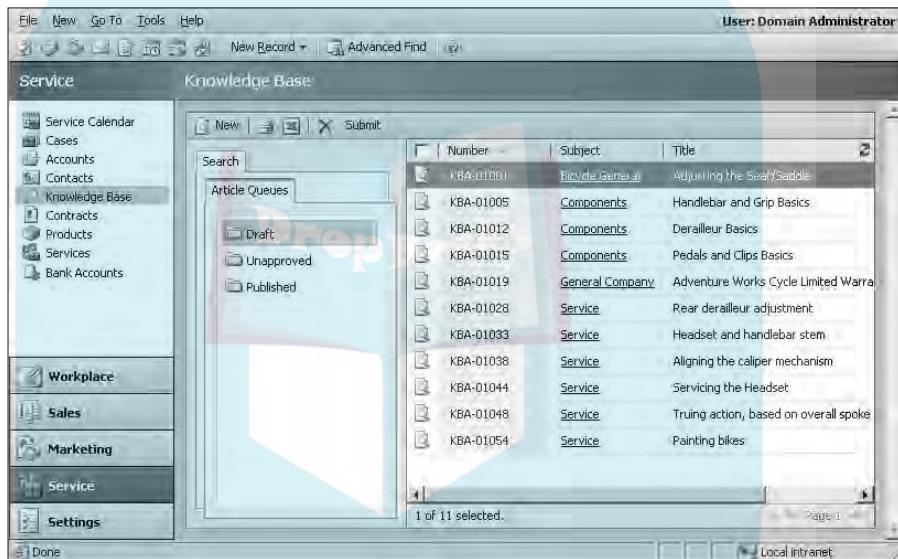 File New Go To Tools Help
User: Domain Administrator
New Record Advanced Find
Service
Knowledge Base
Service Calendar
Cases
Accounts
Contacts
Knowledge Base
Contracts
Products
Services
Bank Accounts
Workplace
Sales
Marketing
Service
Settings
New Submit
Search
Article Queues
Draft
Unapproved
Published
Number Subject Title
KBA-01001 Bicycle General Adjusting the Seat/Saddle
KBA-01005 Components Handlebar and Grip Basics
KBA-01012 Components Derailleur Basics
KBA-01015 Components Pedals and Clips Basics
KBA-01019 General Company Adventure Works Cycle Limited Warra
KBA-01028 Service Rear derailleur adjustment
KBA-01033 Service Headset and handlebar stem
KBA-01038 Service Aligning the caliper mechanism
KBA-01044 Service Servicing the Headset
KBA-01048 Service Truing action, based on overall spoke
KBA-01054 Service Painting bikes
1 of 11 selected.
Page 1
Done
Local intranet